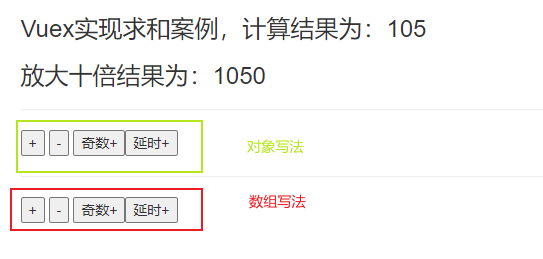 Vuex实现求和案例，计算结果为：105
放大十倍结果为：1050
+ - 奇数+ 延时+ 对象写法
+ - 奇数+ 延时+ 数组写法